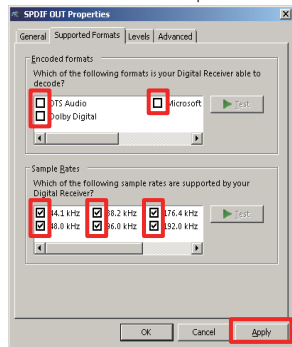 SPDIF OUT Properties
General Supported Formats Levels Advanced
Encoded formats
Which of the following formats is your Digital Receiver able to
decode?
DTS Audio Microsoft Test
Dolby Digital
Sample Rates
Which of the following sample rates are supported by your
Digital Receiver?
44.1 kHz 88.2 kHz 176.4 kHz Test
48.0 kHz 96.0 kHz 192.0 kHz
OK Cancel Apply